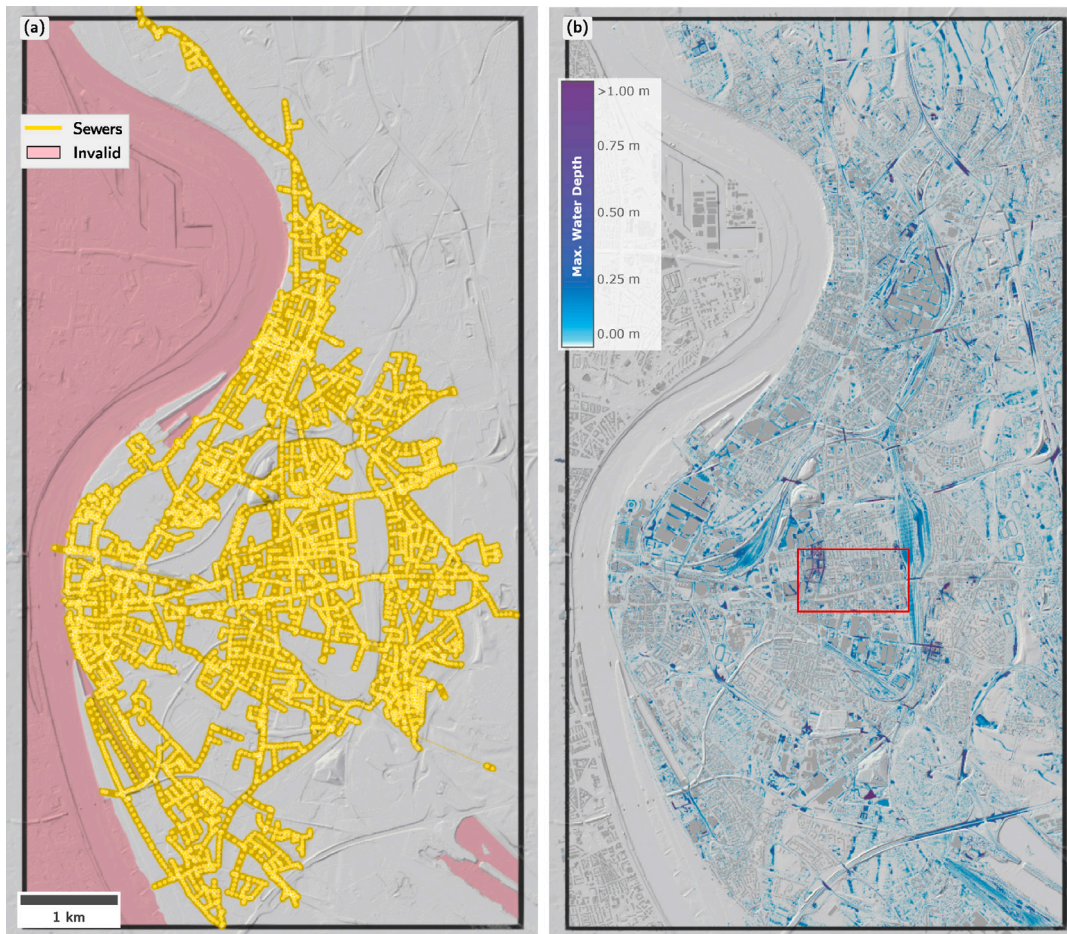 (a)
Sewers
Invalid
1 km
(b)
>1.00 m
0.75 m
0.50 m
0.25 m
0.00 m
Max. Water Depth